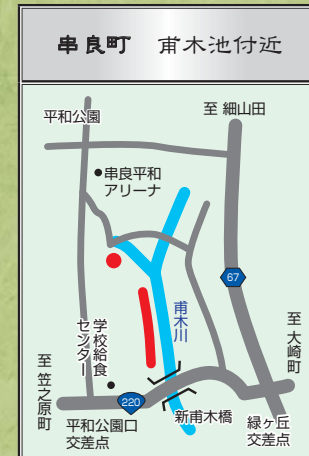 串良町 甫木池付近
至 細山田
平和公園
串良平和
アリーナ
67
甫木川
至 大崎町
学校給食
センター
至 笠之原町
220
新甫木橋
平和公園口
交差点
緑ヶ丘
交差点